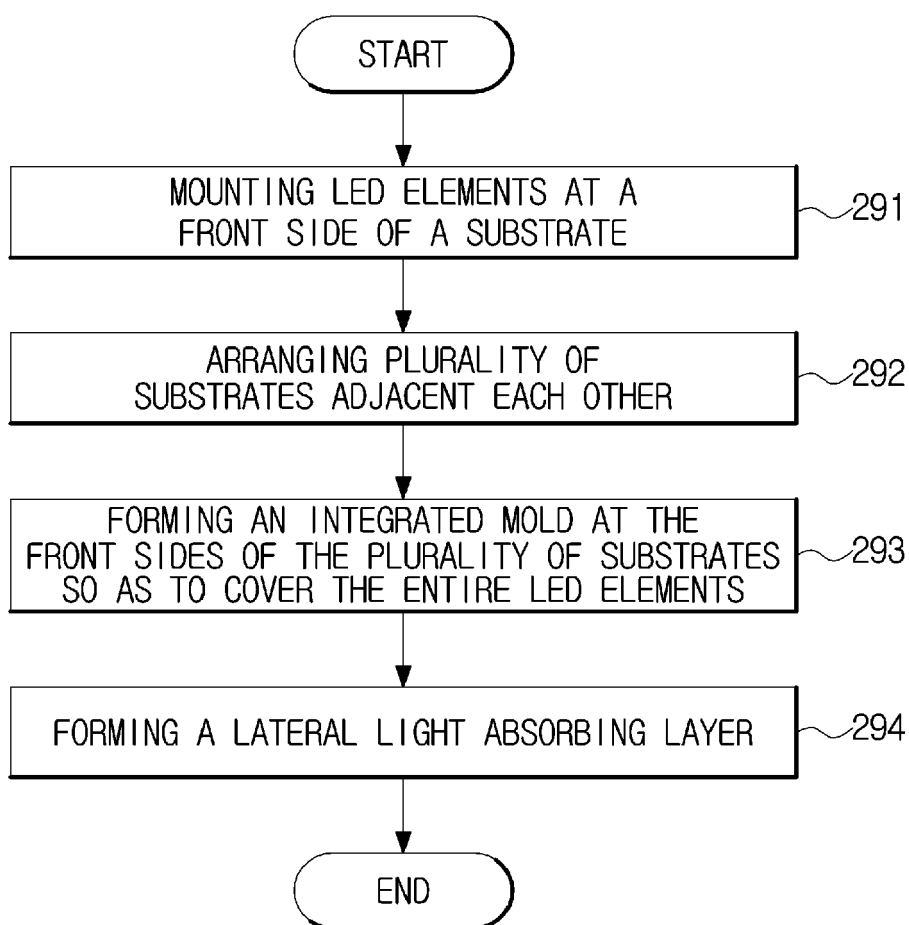 START
MOUNTING LED ELEMENTS AT A
FRONT SIDE OF A SUBSTRATE
291
ARRANGING PLURALITY OF
SUBSTRATES ADJACENT EACH OTHER
292
FORMING AN INTEGRATED MOLD AT THE
FRONT SIDES OF THE PLURALITY OF SUBSTRATES
SO AS TO COVER THE ENTIRE LED ELEMENTS
293
FORMING A LATERAL LIGHT ABSORBING LAYER
294
END